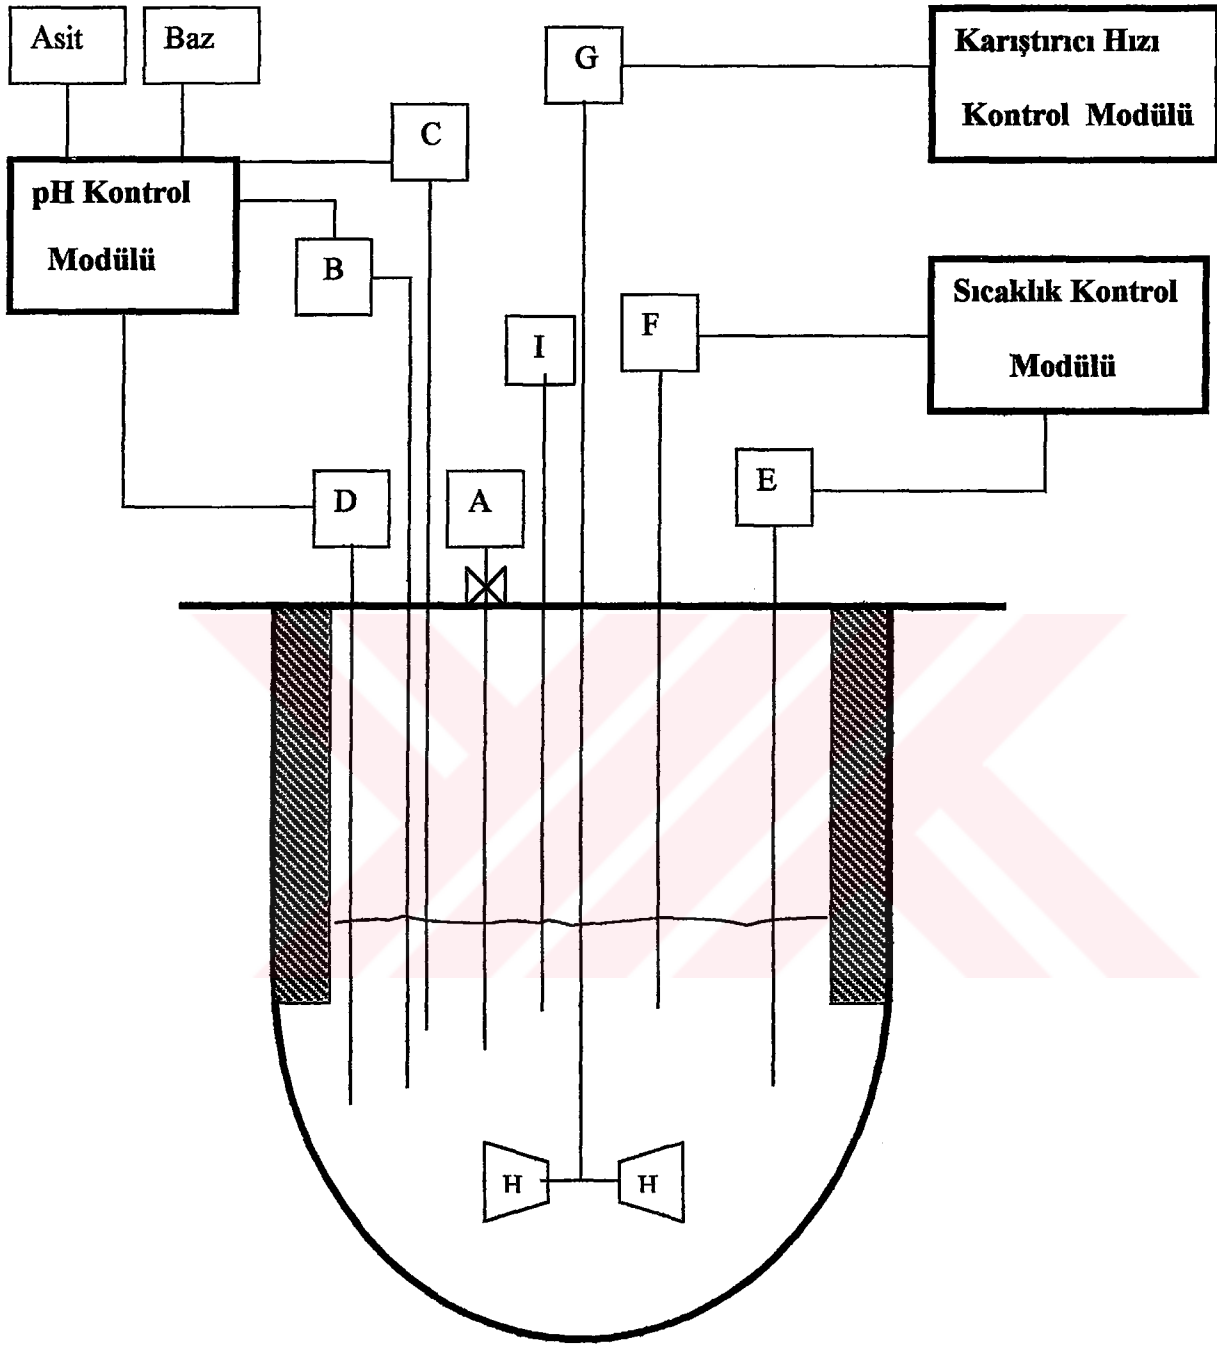 Asit
Baz
G
Karıştırıcı Hızı
Kontrol Modülü
C
pH Kontrol
Modülü
B
Sıcaklık Kontrol
Modülü
F
I
E
D
A
H
H